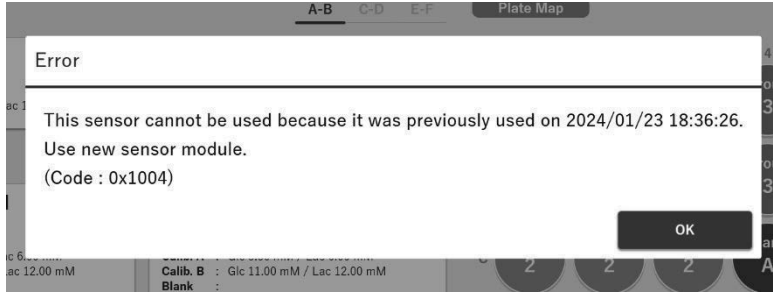 A-B C-D E-F Plate Map
Error
This sensor cannot be used because it was previously used on 2024/01/23 18:36:26.
Use new sensor module.
(Code : 0x1004)
OK
Lac 12.00 mM
Calib. B : Glc 11.00 mM / Lac 12.00 mM
Blank :
2 2 2 A